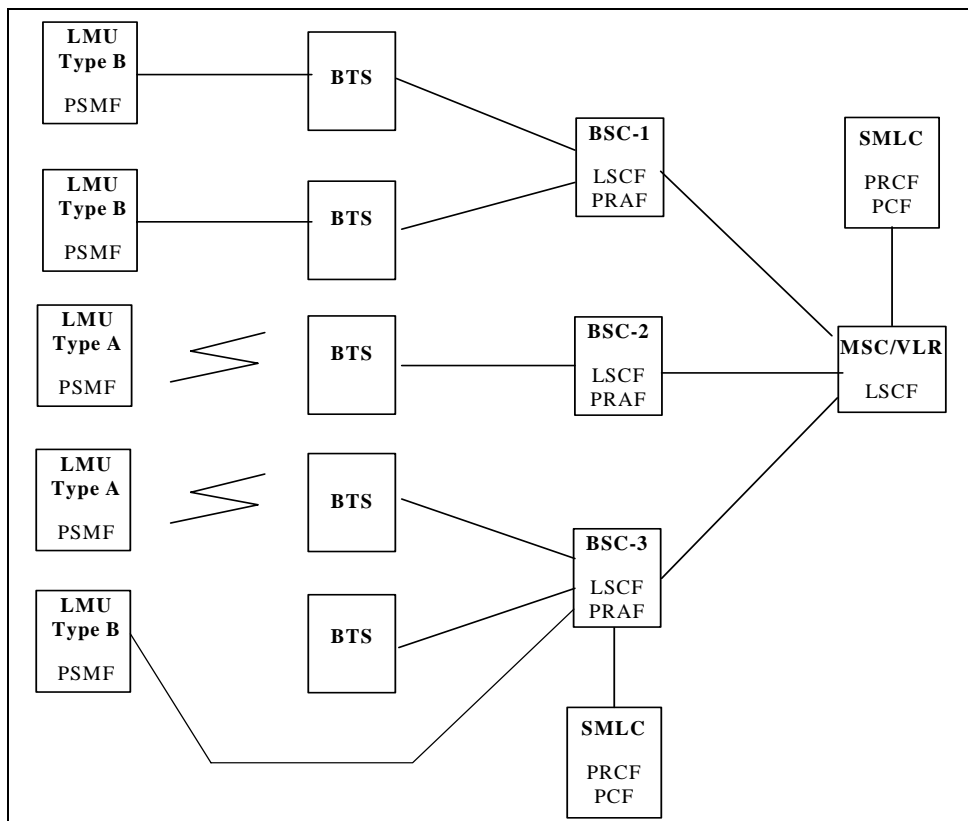 LMU
Type B
PSMF
BTS
LMU
Type B
PSMF
BTS
BSC-1
LSCF
PRAF
SMLC
PRCF
PCF
LMU
Type A
PSMF
BTS
BSC-2
LSCF
PRAF
MSC/VLR
LSCF
LMU
Type A
PSMF
BTS
BSC-3
LSCF
PRAF
LMU
Type B
PSMF
BTS
SMLC
PRCF
PCF